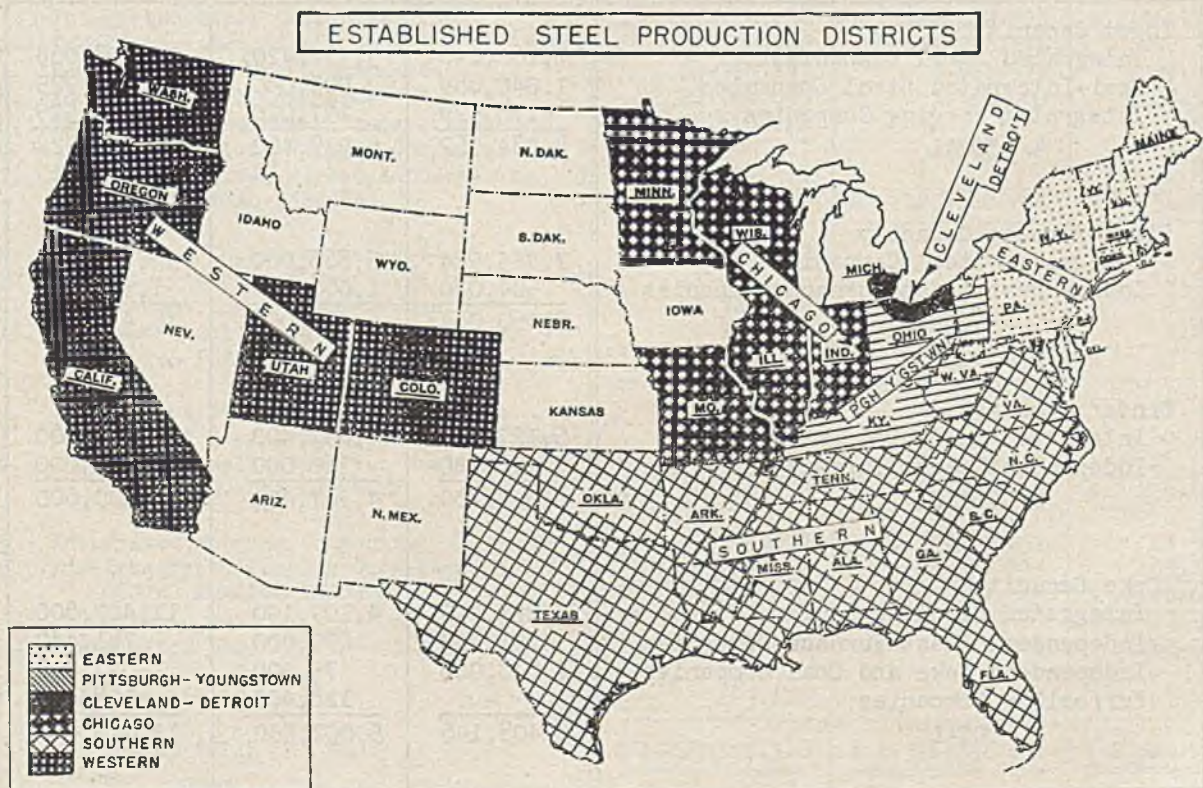 ESTABLISHED STEEL PRODUCTION DISTRICTS
WASH.
OREGON
CALIF.
NEV.
IDAHO
MONT.
WYO.
UTAH
COLO.
ARIZ.
N. MEX.
N. DAK.
S. DAK.
NEBR.
KANSAS
OKLA.
TEXAS
MINN.
IOWA
MO.
ARK.
WIS.
ILL.
IND.
MICH.
OHIO
KY.
W. VA.
TENN.
MISS.
ALA.
GA.
FLA.
S.C.
N.C.
VA.
PA.
N.Y.
MAINE
WESTERN
CHICAGO
CLEVELAND
DETROIT
EASTERN
PGH YGSTWN
SOUTHERN
EASTERN
PITTSBURGH-YOUNGSTOWN
CLEVELAND-DETROIT
CHICAGO
SOUTHERN
WESTERN